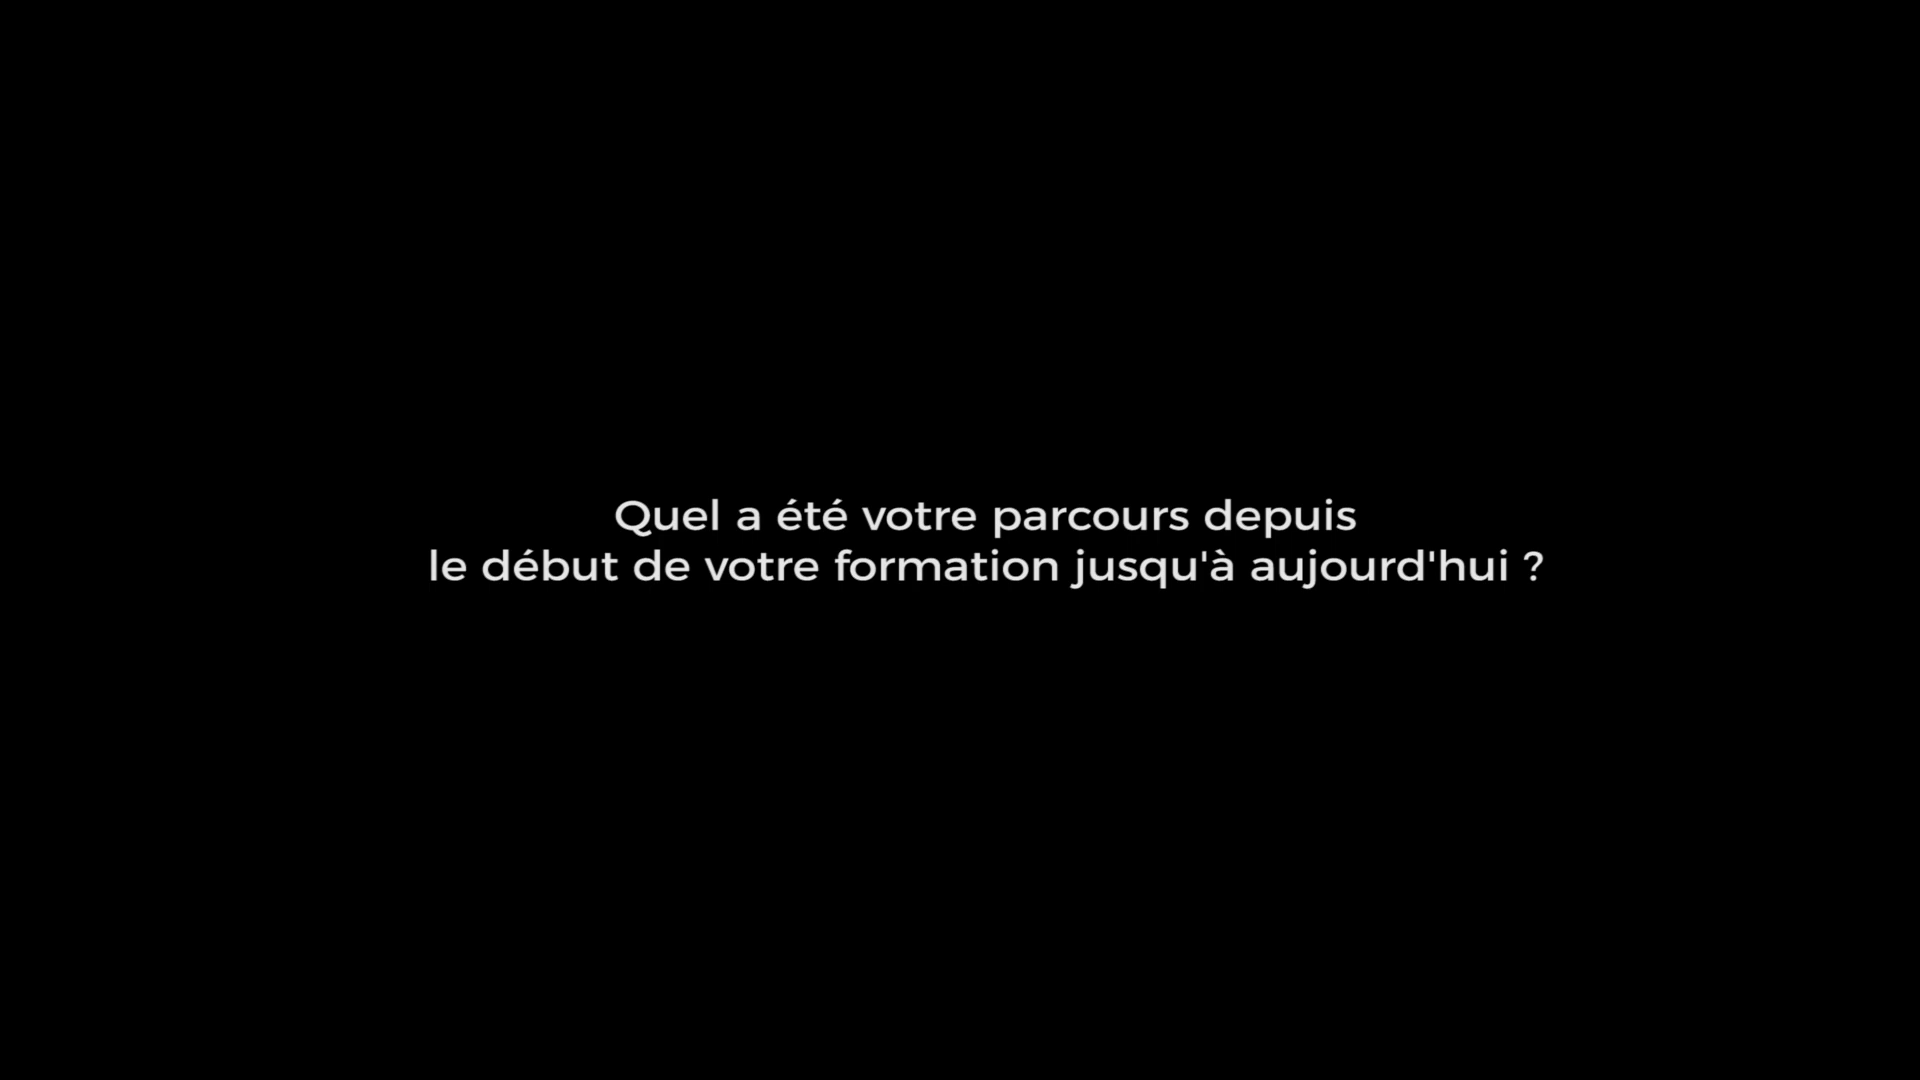 Quel a été votre parcours depuis
le début de votre formation jusqu'à aujourd'hui ?